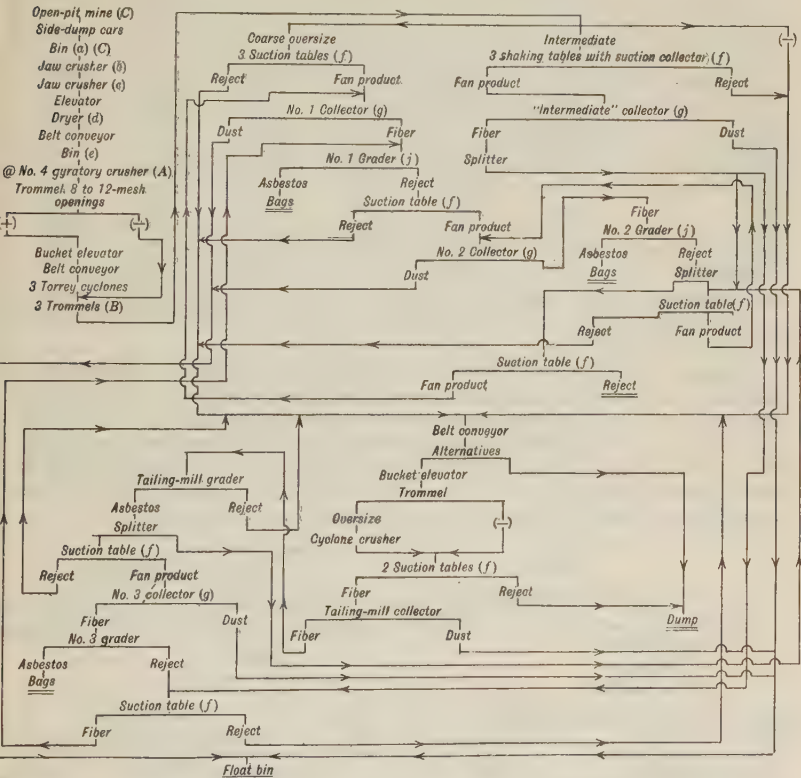 Open-pit mine (C)
Side-dump cars
Bin (a) (C)
Jaw crusher (b)
Jaw crusher (c)
Elevator
Dryer (d)
Belt conveyor
Bin (e)
@ No. 4 gyratory crusher (A)
Trommel 8 to 12-mesh
openings
(+) (-)
Bucket elevator
Belt conveyor
3 Torrey cyclones
3 Trommels (B)
Coarse oversize
3 Suction tables (f)
Reject Fan product
No. 1 Collector (g)
Dust Fiber
No. 1 Grader (j)
Asbestos Reject
Bags
Suction table (f)
Reject Fan product
No. 2 Collector (g)
Dust
Intermediate
3 shaking tables with suction collector (f)
(-)
Fan product Reject
"Intermediate" collector (g)
Fiber Dust
Splitter
Fiber
No. 2 Grader (j)
Asbestos Reject
Bags Splitter
Suction table (f)
Reject Fan product
Suction table (f)
Fan product Reject
Belt conveyor
Alternatives
Bucket elevator
Trommel
Oversize (-)
Cyclone crusher
2 Suction tables (f)
Fiber Reject
Tailing-mill collector
Fiber Dust
Dump
Tailing-mill grader
Asbestos Reject
Splitter
Suction table (f)
Reject Fan product
No. 3 collector (g)
Fiber Dust
No. 3 grader
Asbestos Reject
Bags
Suction table (f)
Fiber Reject
Float bin